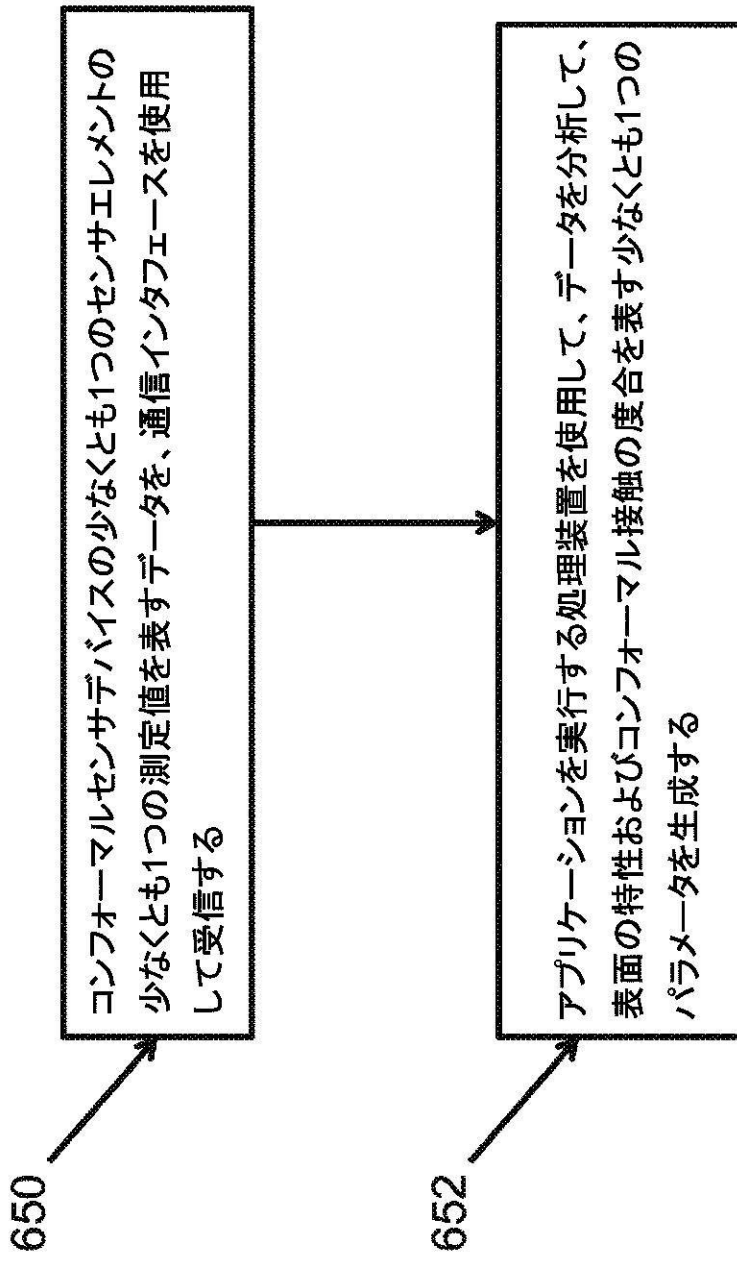 650
コンフォーマルセンサデバイスの少なくとも1つのセンサエレメントの
少なくとも1つの測定値を表すデータを、通信インタフェースを使用
して受信する
652
アプリケーションを実行する処理装置を使用して、データを分析して、
表面の特性およびコンフォーマル接触の度合を表す少なくとも1つの
パラメータを生成する